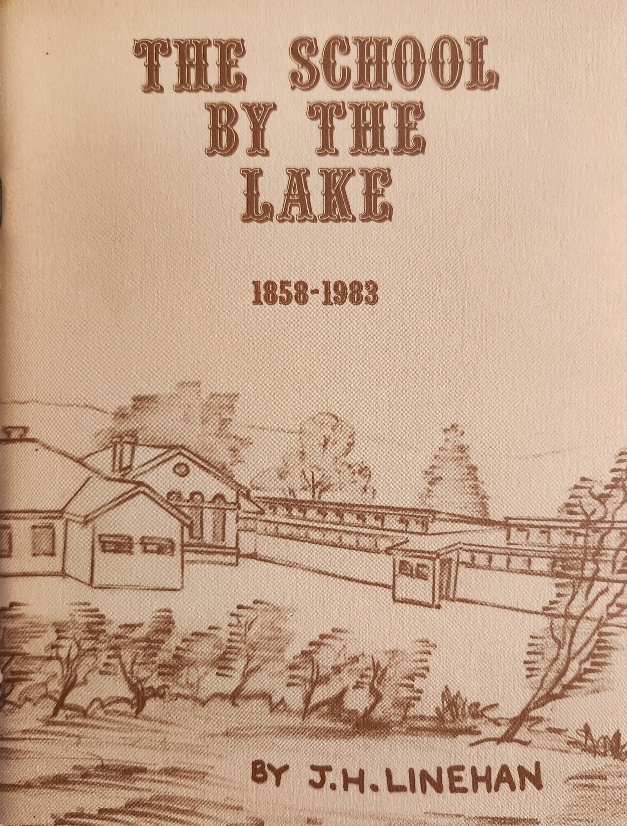 THE SCHOOL
BY THE
LAKE
1858-1983
BY J.H. LINEHAN